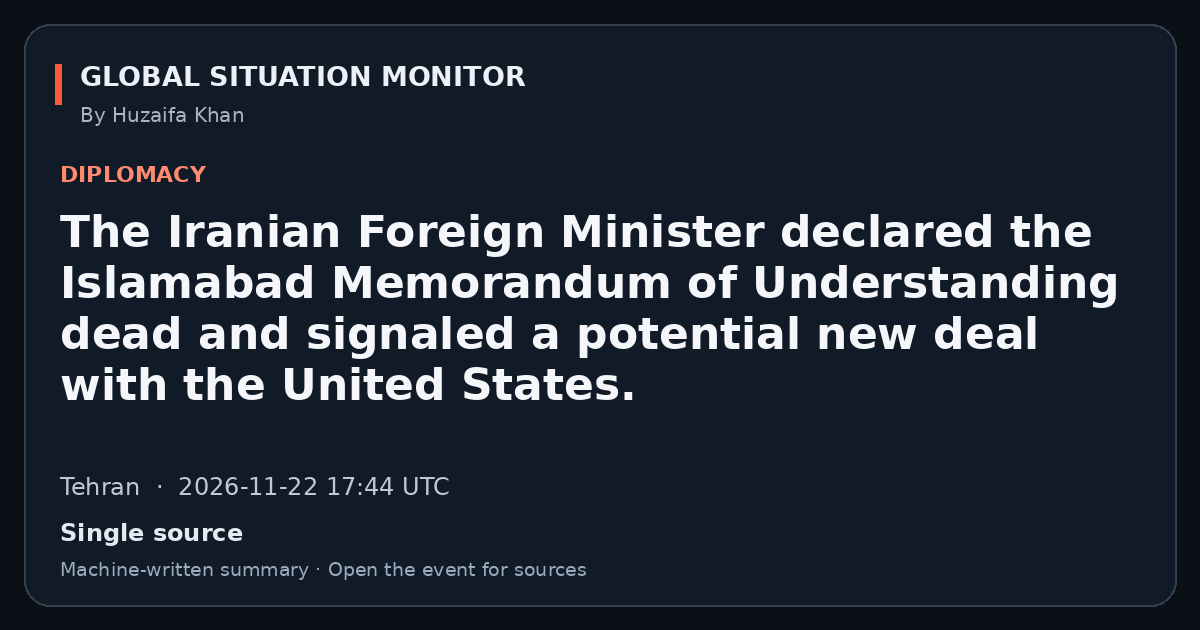 GLOBAL SITUATION MONITOR
By Huzaifa Khan
DIPLOMACY
The Iranian Foreign Minister declared the
Islamabad Memorandum of Understanding
dead and signaled a potential new deal
with the United States.
Tehran · 2026-11-22 17:44 UTC
Single source
Machine-written summary · Open the event for sources